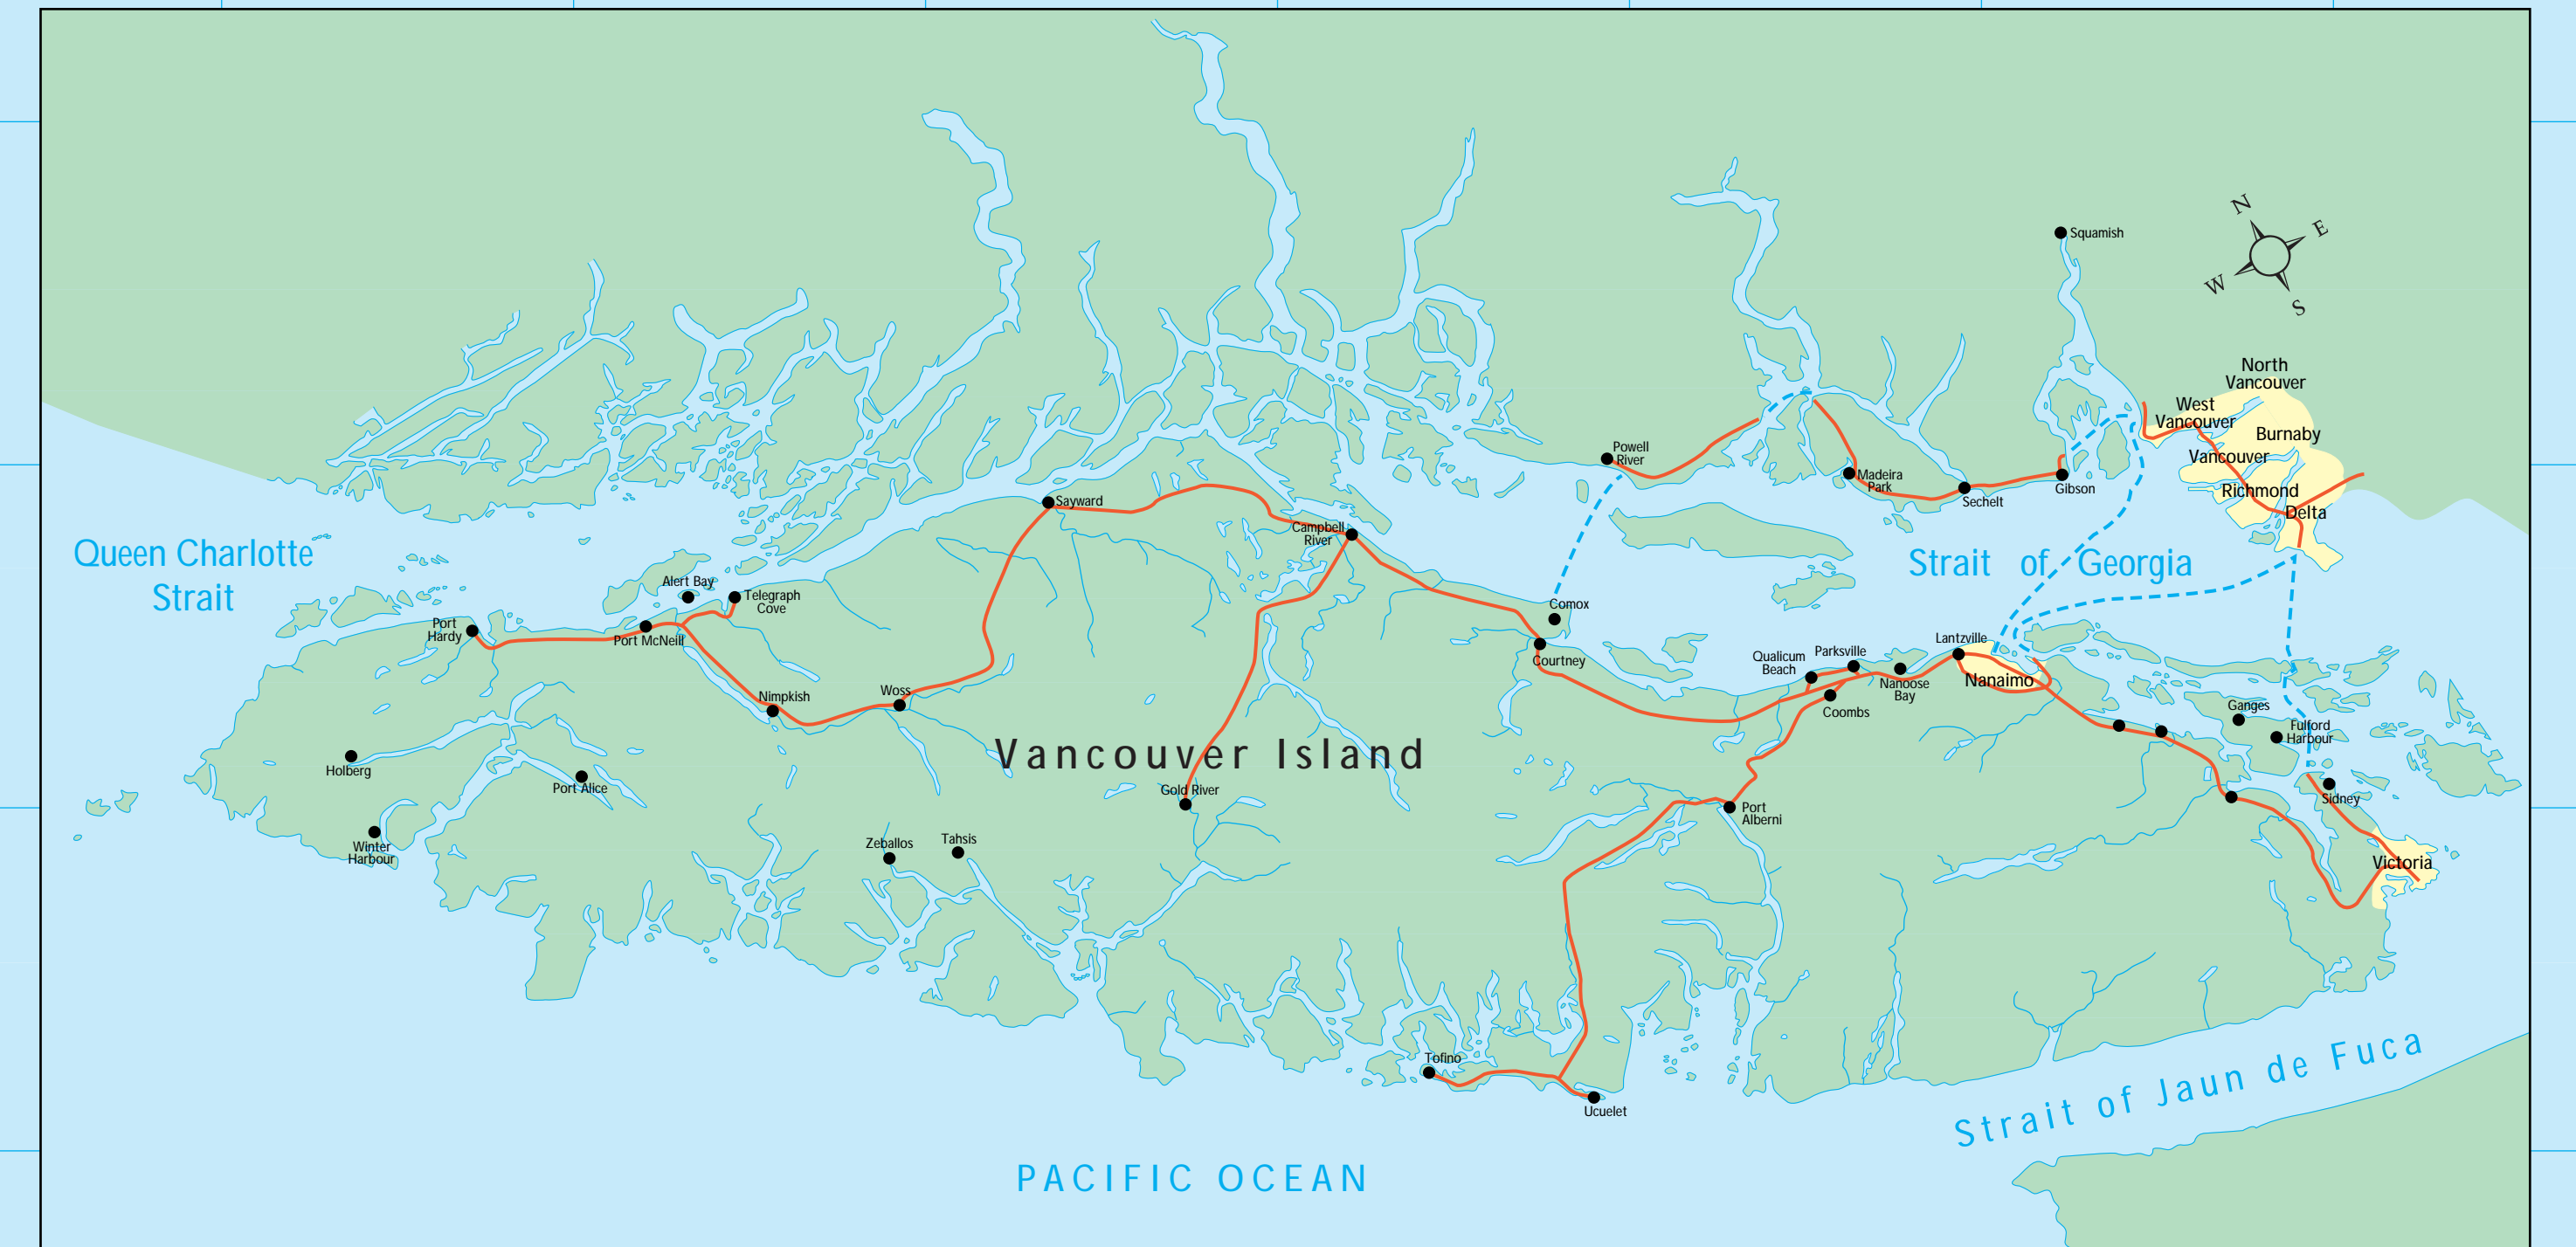 N
E
W
S
Squamish
North
Vancouver
West
Vancouver
Burnaby
Vancouver
Richmond
Delta
Powell
River
Madeira
Park
Sechelt
Gibson
Sayward
Campbell
River
Queen Charlotte
Strait
Strait of Georgia
Alert Bay
Telegraph
Cove
Port
Hardy
Port McNeill
Comox
Courtney
Qualicum
Beach
Parksville
Lantzville
Nanoose
Bay
Nanaimo
Coombs
Nimpkish
Woss
Ganges
Fulford
Harbour
Vancouver Island
Holberg
Port Alice
Gold River
Sidney
Port
Alberni
Winter
Harbour
Zeballos
Tahsis
Victoria
Tofino
Ucuelet
Strait of Jaun de Fuca
PACIFIC OCEAN